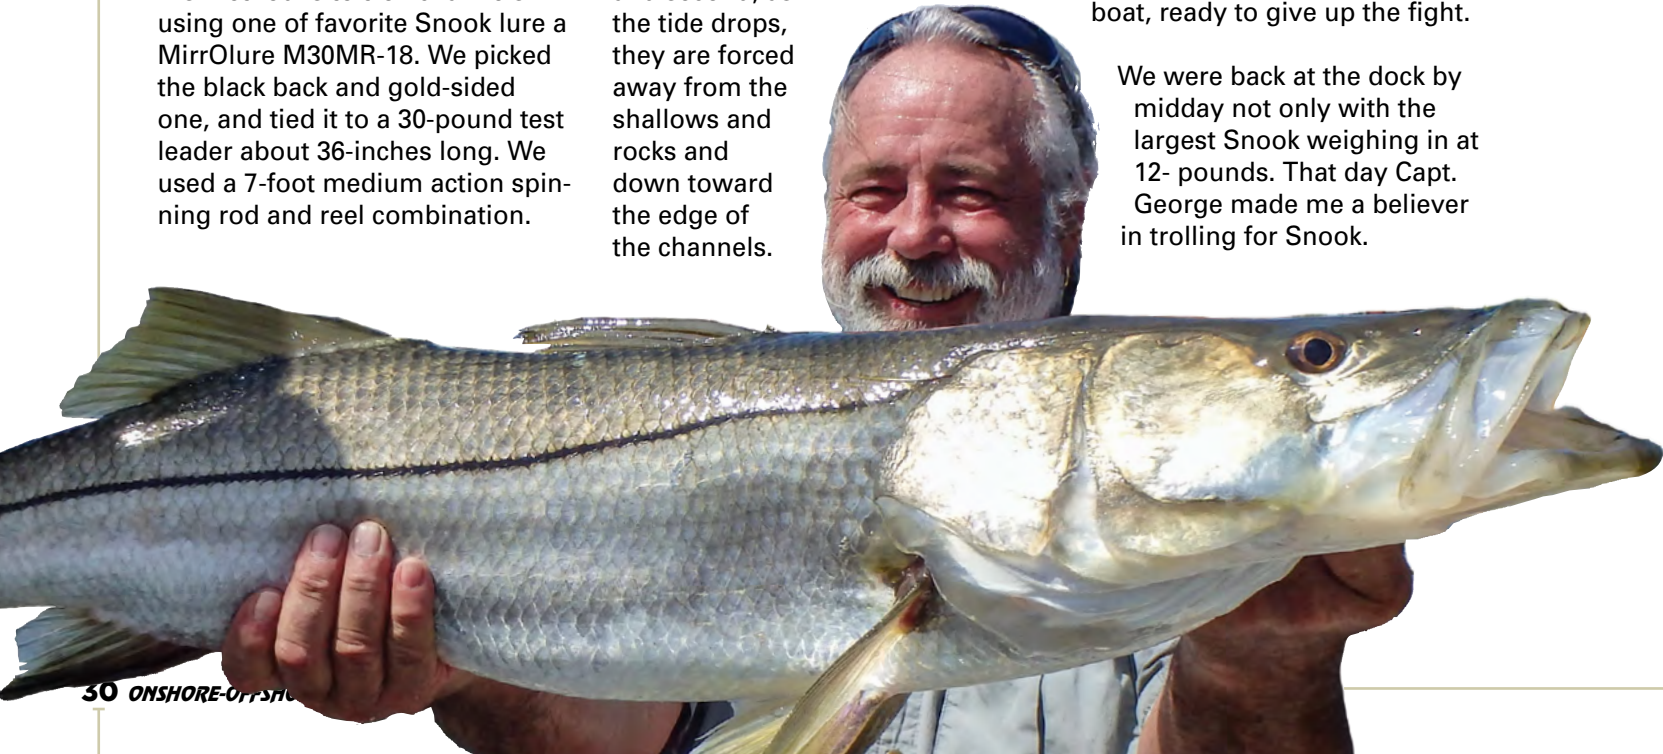 using one of favorite Snook lure a
MirrOlure M30MR-18. We picked
the black back and gold-sided
one, and tied it to a 30-pound test
leader about 36-inches long. We
used a 7-foot medium action spin-
ning rod and reel combination.
the tide drops,
they are forced
away from the
shallows and
rocks and
down toward
the edge of
the channels.
boat, ready to give up the fight.
We were back at the dock by
midday not only with the
largest Snook weighing in at
12- pounds. That day Capt.
George made me a believer
in trolling for Snook.
30 ONSHORE-OFFSHO